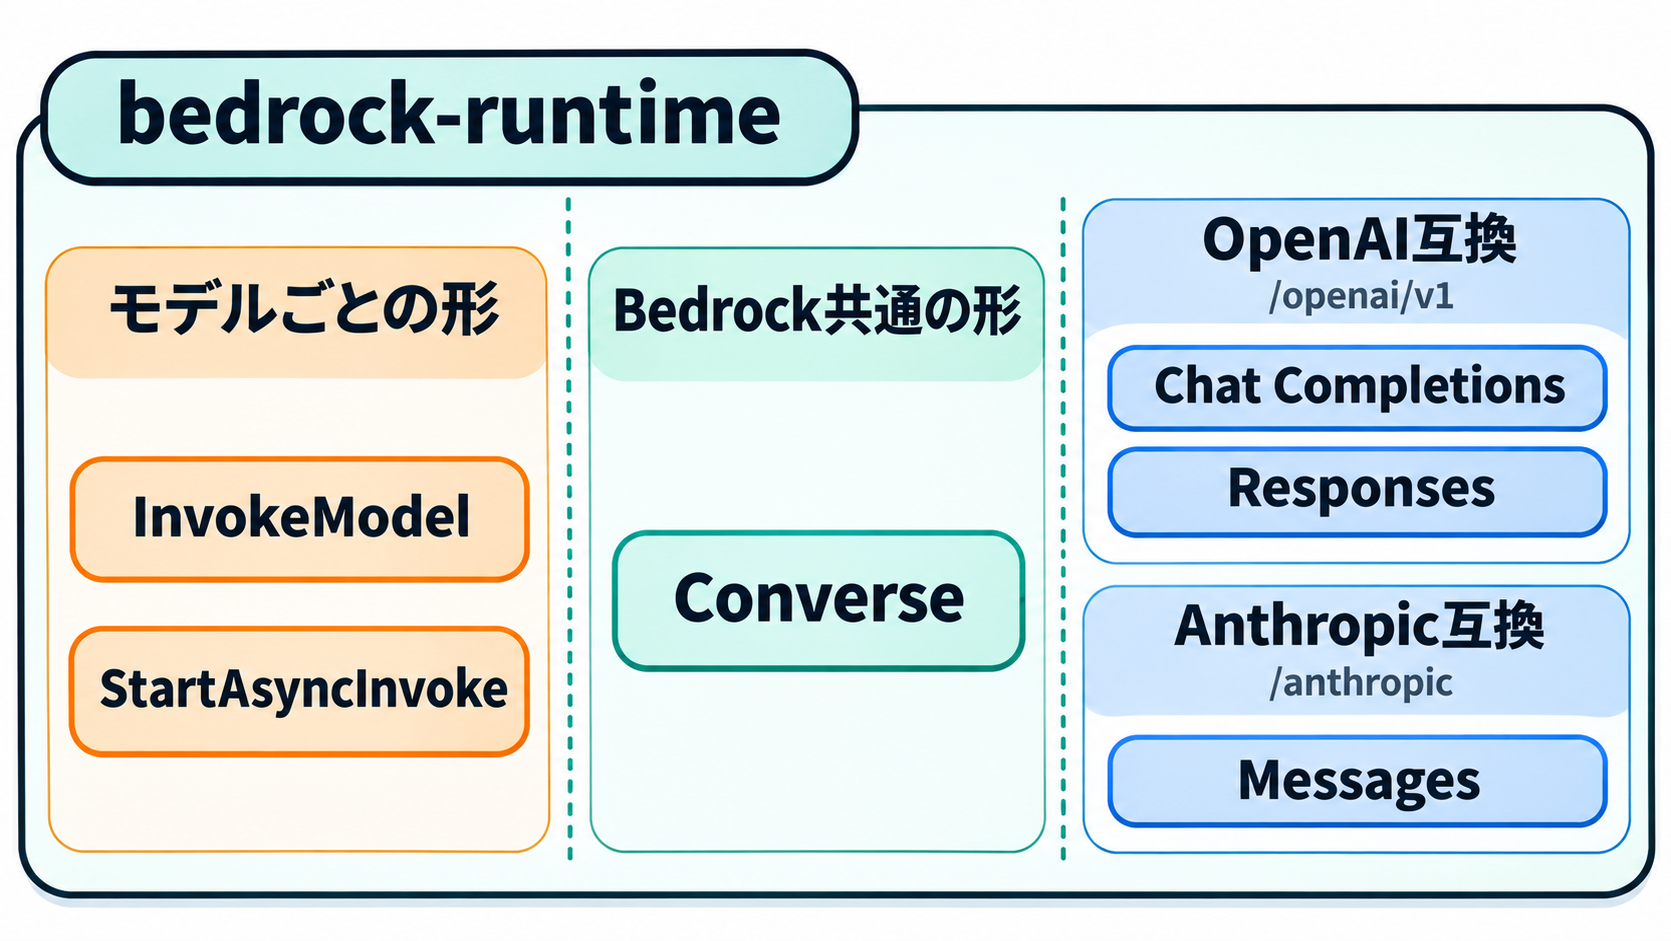 bedrock-runtime
モデルごとの形
InvokeModel
StartAsyncInvoke
Bedrock共通の形
Converse
OpenAI互換
/openai/v1
Chat Completions
Responses
Anthropic互換
/anthropic
Messages